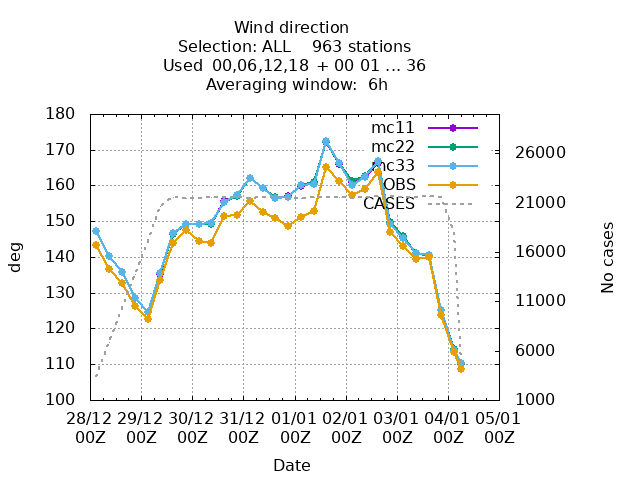 Wind direction
Selection: ALL 963 stations
Used 00,06,12,18 + 00 01 ... 36
Averaging window: 6h
180
170
160
150
140
130
120
110
100
deg
mc11
mc22
mc33
OBS
CASES
26000
21000
16000
11000
6000
1000
No cases
28/12 29/12 30/12 31/12 01/01 02/01 03/01 04/01 05/01
00Z 00Z 00Z 00Z 00Z 00Z 00Z 00Z 00Z
Date